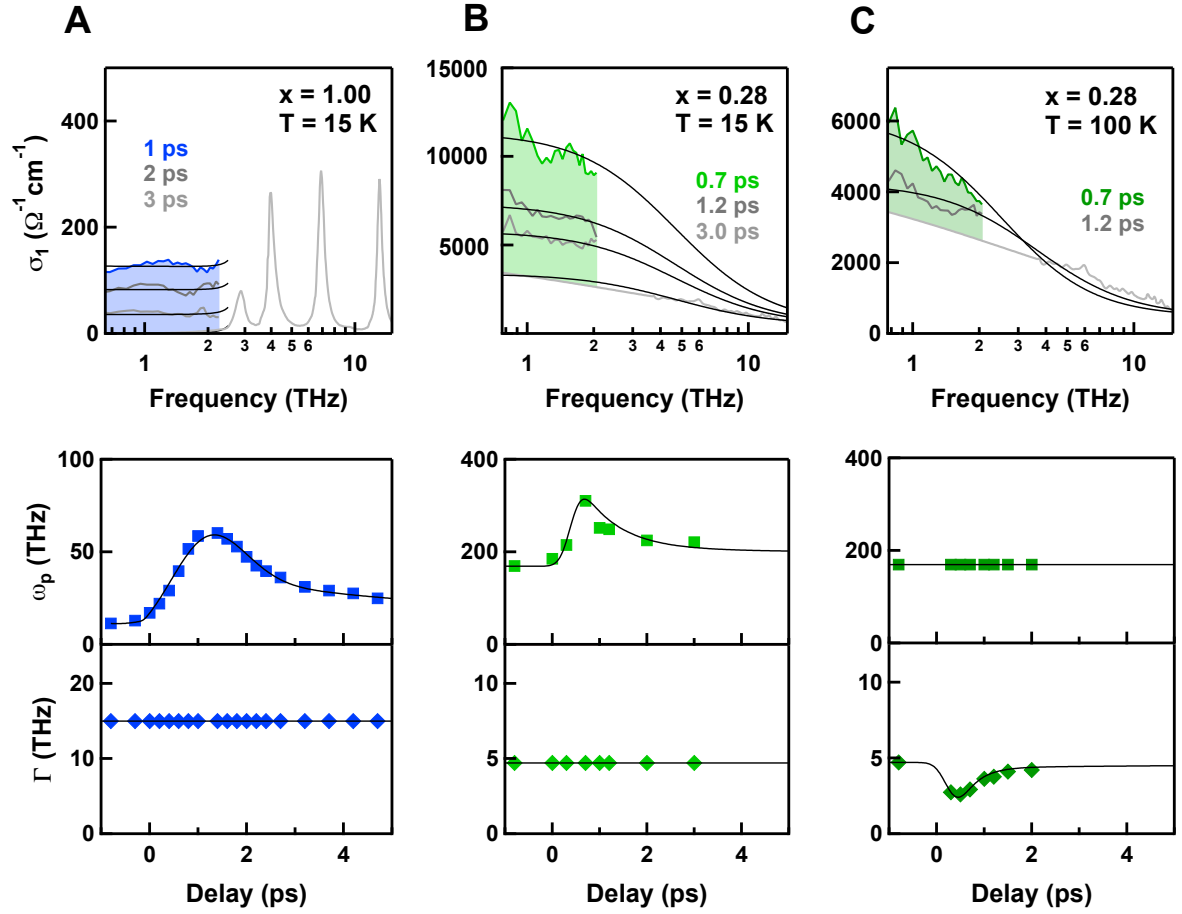 A
B
C
σ₁ (Ω⁻¹cm⁻¹)
400
200
0
x = 1.00
T = 15 K
1 ps
2 ps
3 ps
1
2
3
4
5
6
10
Frequency (THz)
15000
10000
5000
0
x = 0.28
T = 15 K
0.7 ps
1.2 ps
3.0 ps
1
2
3
4
5
6
10
Frequency (THz)
6000
4000
2000
0
x = 0.28
T = 100 K
0.7 ps
1.2 ps
1
2
3
4
5
6
10
Frequency (THz)
ωp (THz)
100
50
0
400
200
0
400
200
0
Γ (THz)
20
10
0
0
2
4
Delay (ps)
10
5
0
0
2
4
Delay (ps)
10
5
0
0
2
4
Delay (ps)